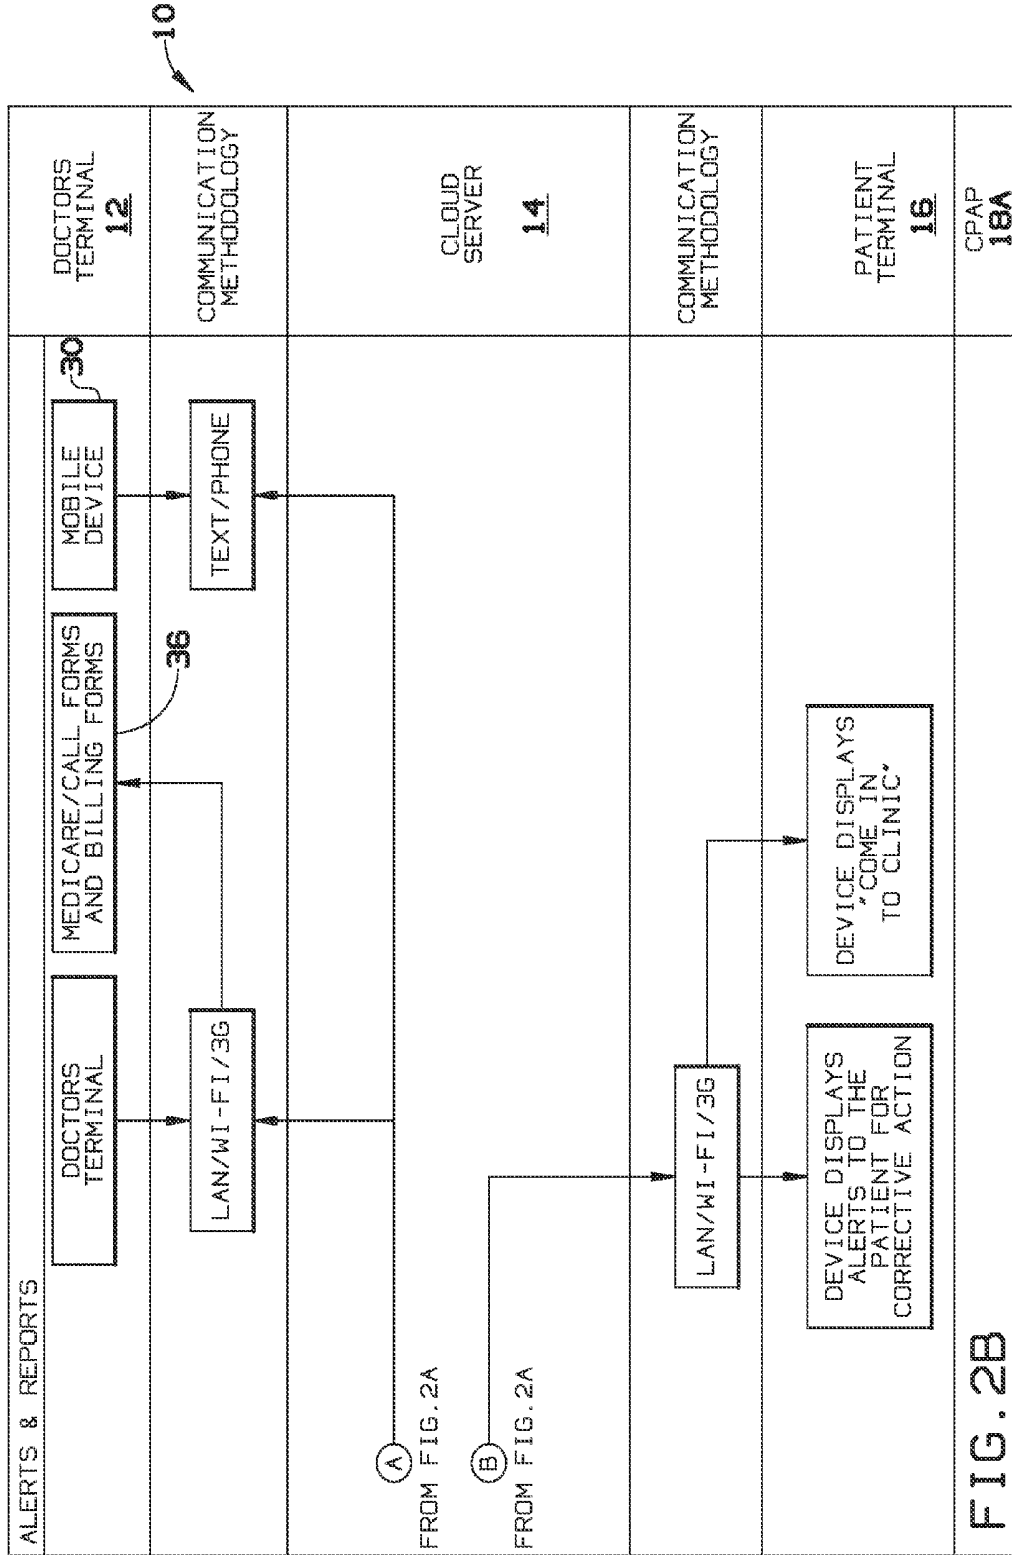 ALERTS & REPORTS
DOCTORS
TERMINAL
MEDICARE/CALL FORMS
AND BILLING FORMS
36
MOBILE
DEVICE
30
DOCTORS
TERMINAL
12
10
LAN/WI-FI/3G
TEXT/PHONE
COMMUNICATION
METHODOLOGY
A
FROM FIG.2A
B
FROM FIG.2A
CLOUD
SERVER
14
LAN/WI-FI/3G
COMMUNICATION
METHODOLOGY
DEVICE DISPLAYS
ALERTS TO THE
PATIENT FOR
CORRECTIVE ACTION
DEVICE DISPLAYS
"COME IN
TO CLINIC"
PATIENT
TERMINAL
16
CPAP
18A
FIG.2B